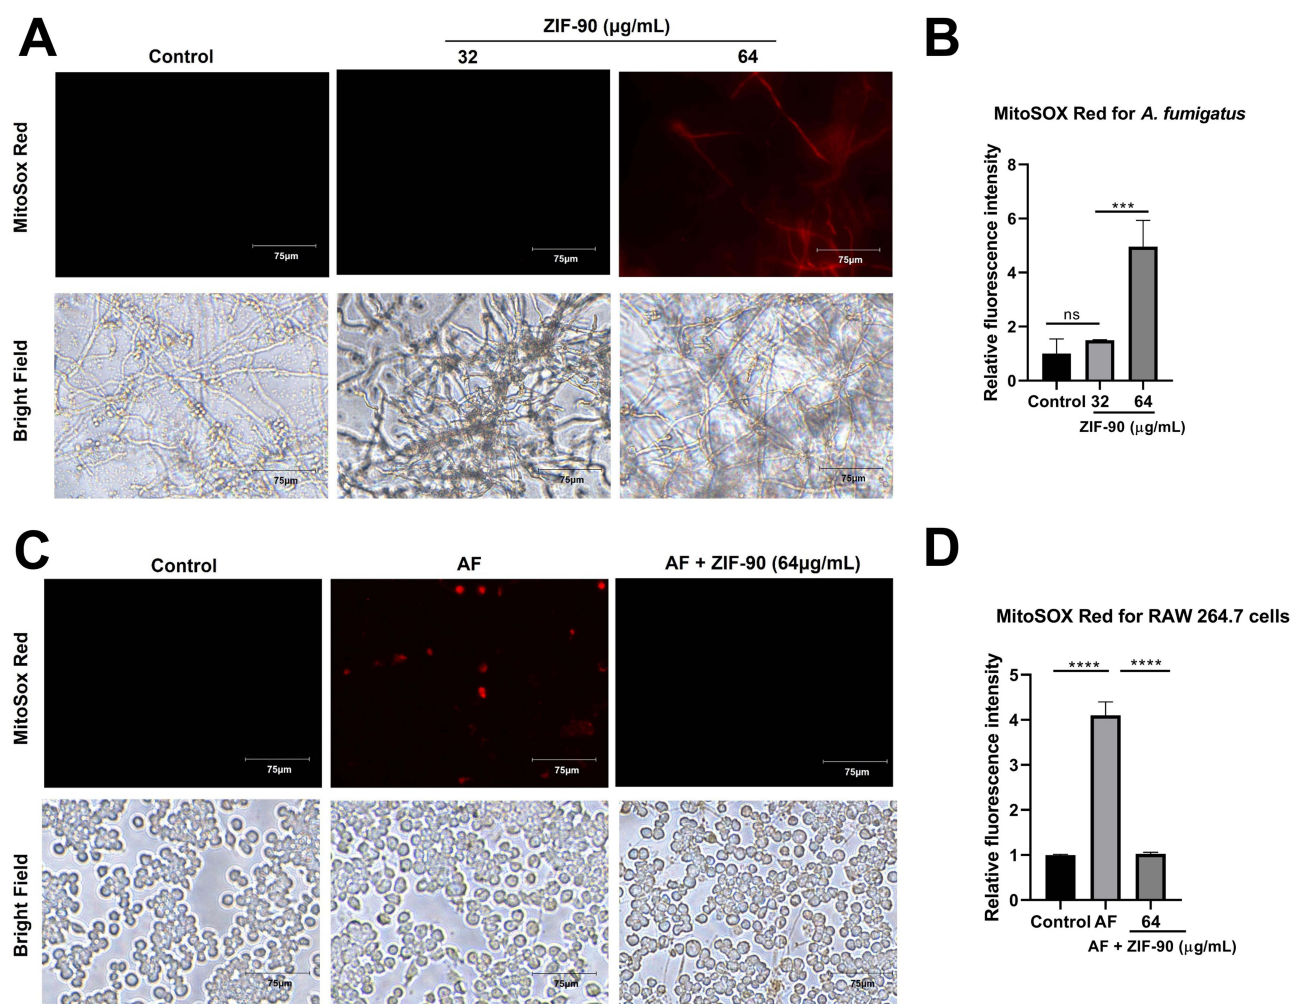 A
ZIF-90 (µg/mL)
Control
32
64
MitoSox Red
75µm
75µm
75µm
Bright Field
75µm
75µm
75µm
B
MitoSOX Red for A. fumigatus
Relative fluorescence intensity
8
6
4
2
0
***
ns
Control
32
64
ZIF-90 (µg/mL)
C
Control
AF
AF + ZIF-90 (64µg/mL)
MitoSox Red
75µm
75µm
75µm
Bright Field
75µm
75µm
75µm
D
MitoSOX Red for RAW 264.7 cells
Relative fluorescence intensity
5
4
3
2
1
0
****
****
Control
AF
64
AF + ZIF-90 (µg/mL)